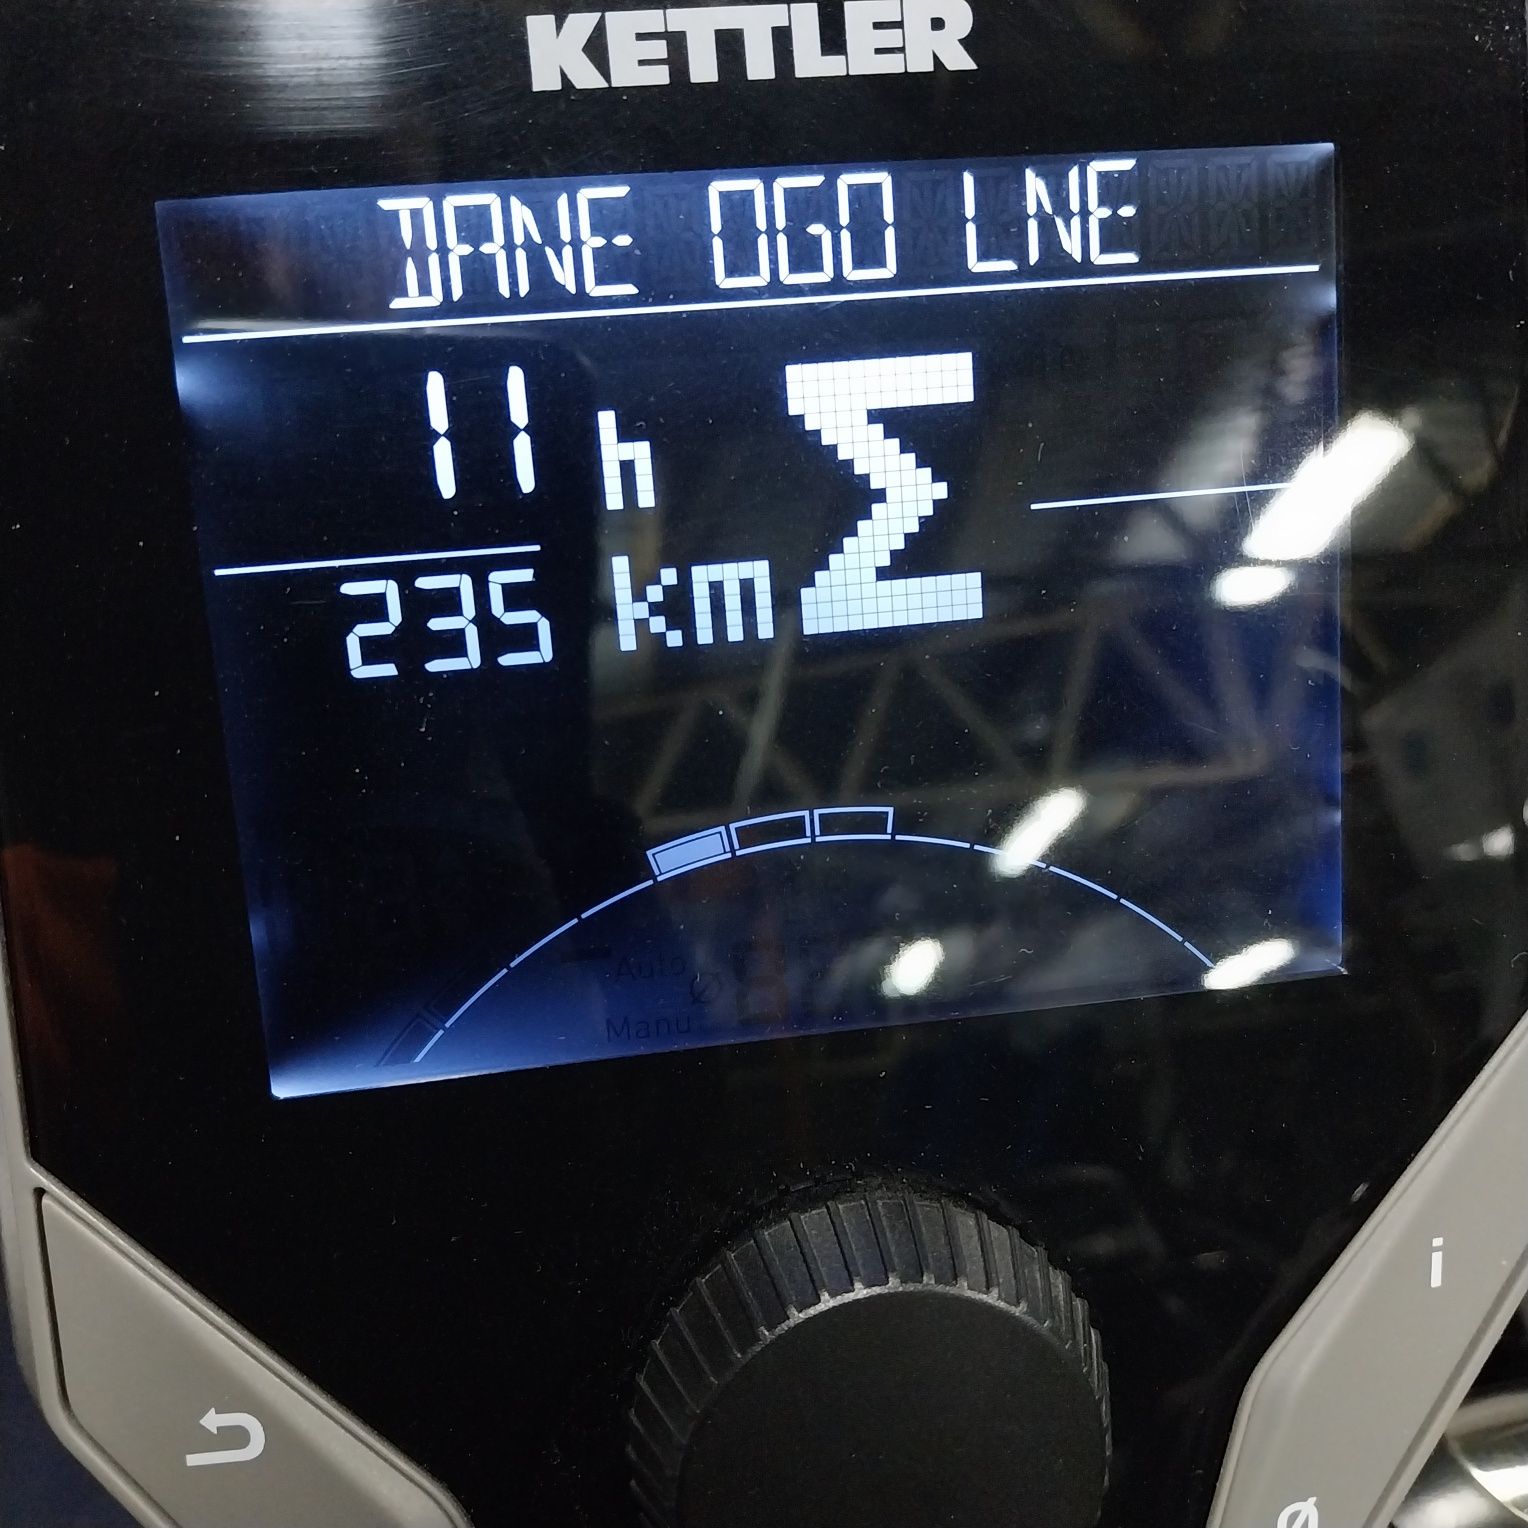 KETTLER
DANE OGO LNE
11 h
Σ
235 km
Auto
Ø
Manu
i
Ø